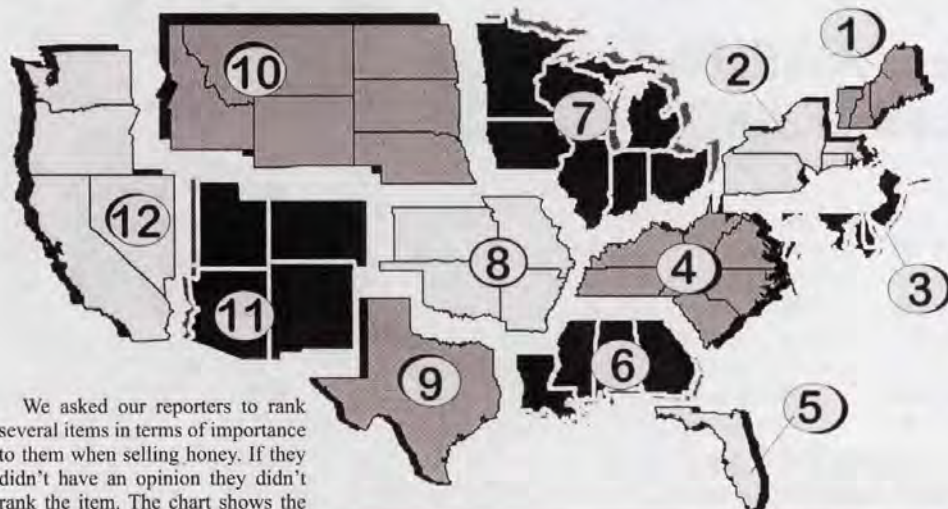 1
2
10
7
12
8
4
3
11
6
9
5
We asked our reporters to rank
several items in terms of importance
to them when selling honey. If they
didn't have an opinion they didn't
rank the item. The chart shows the